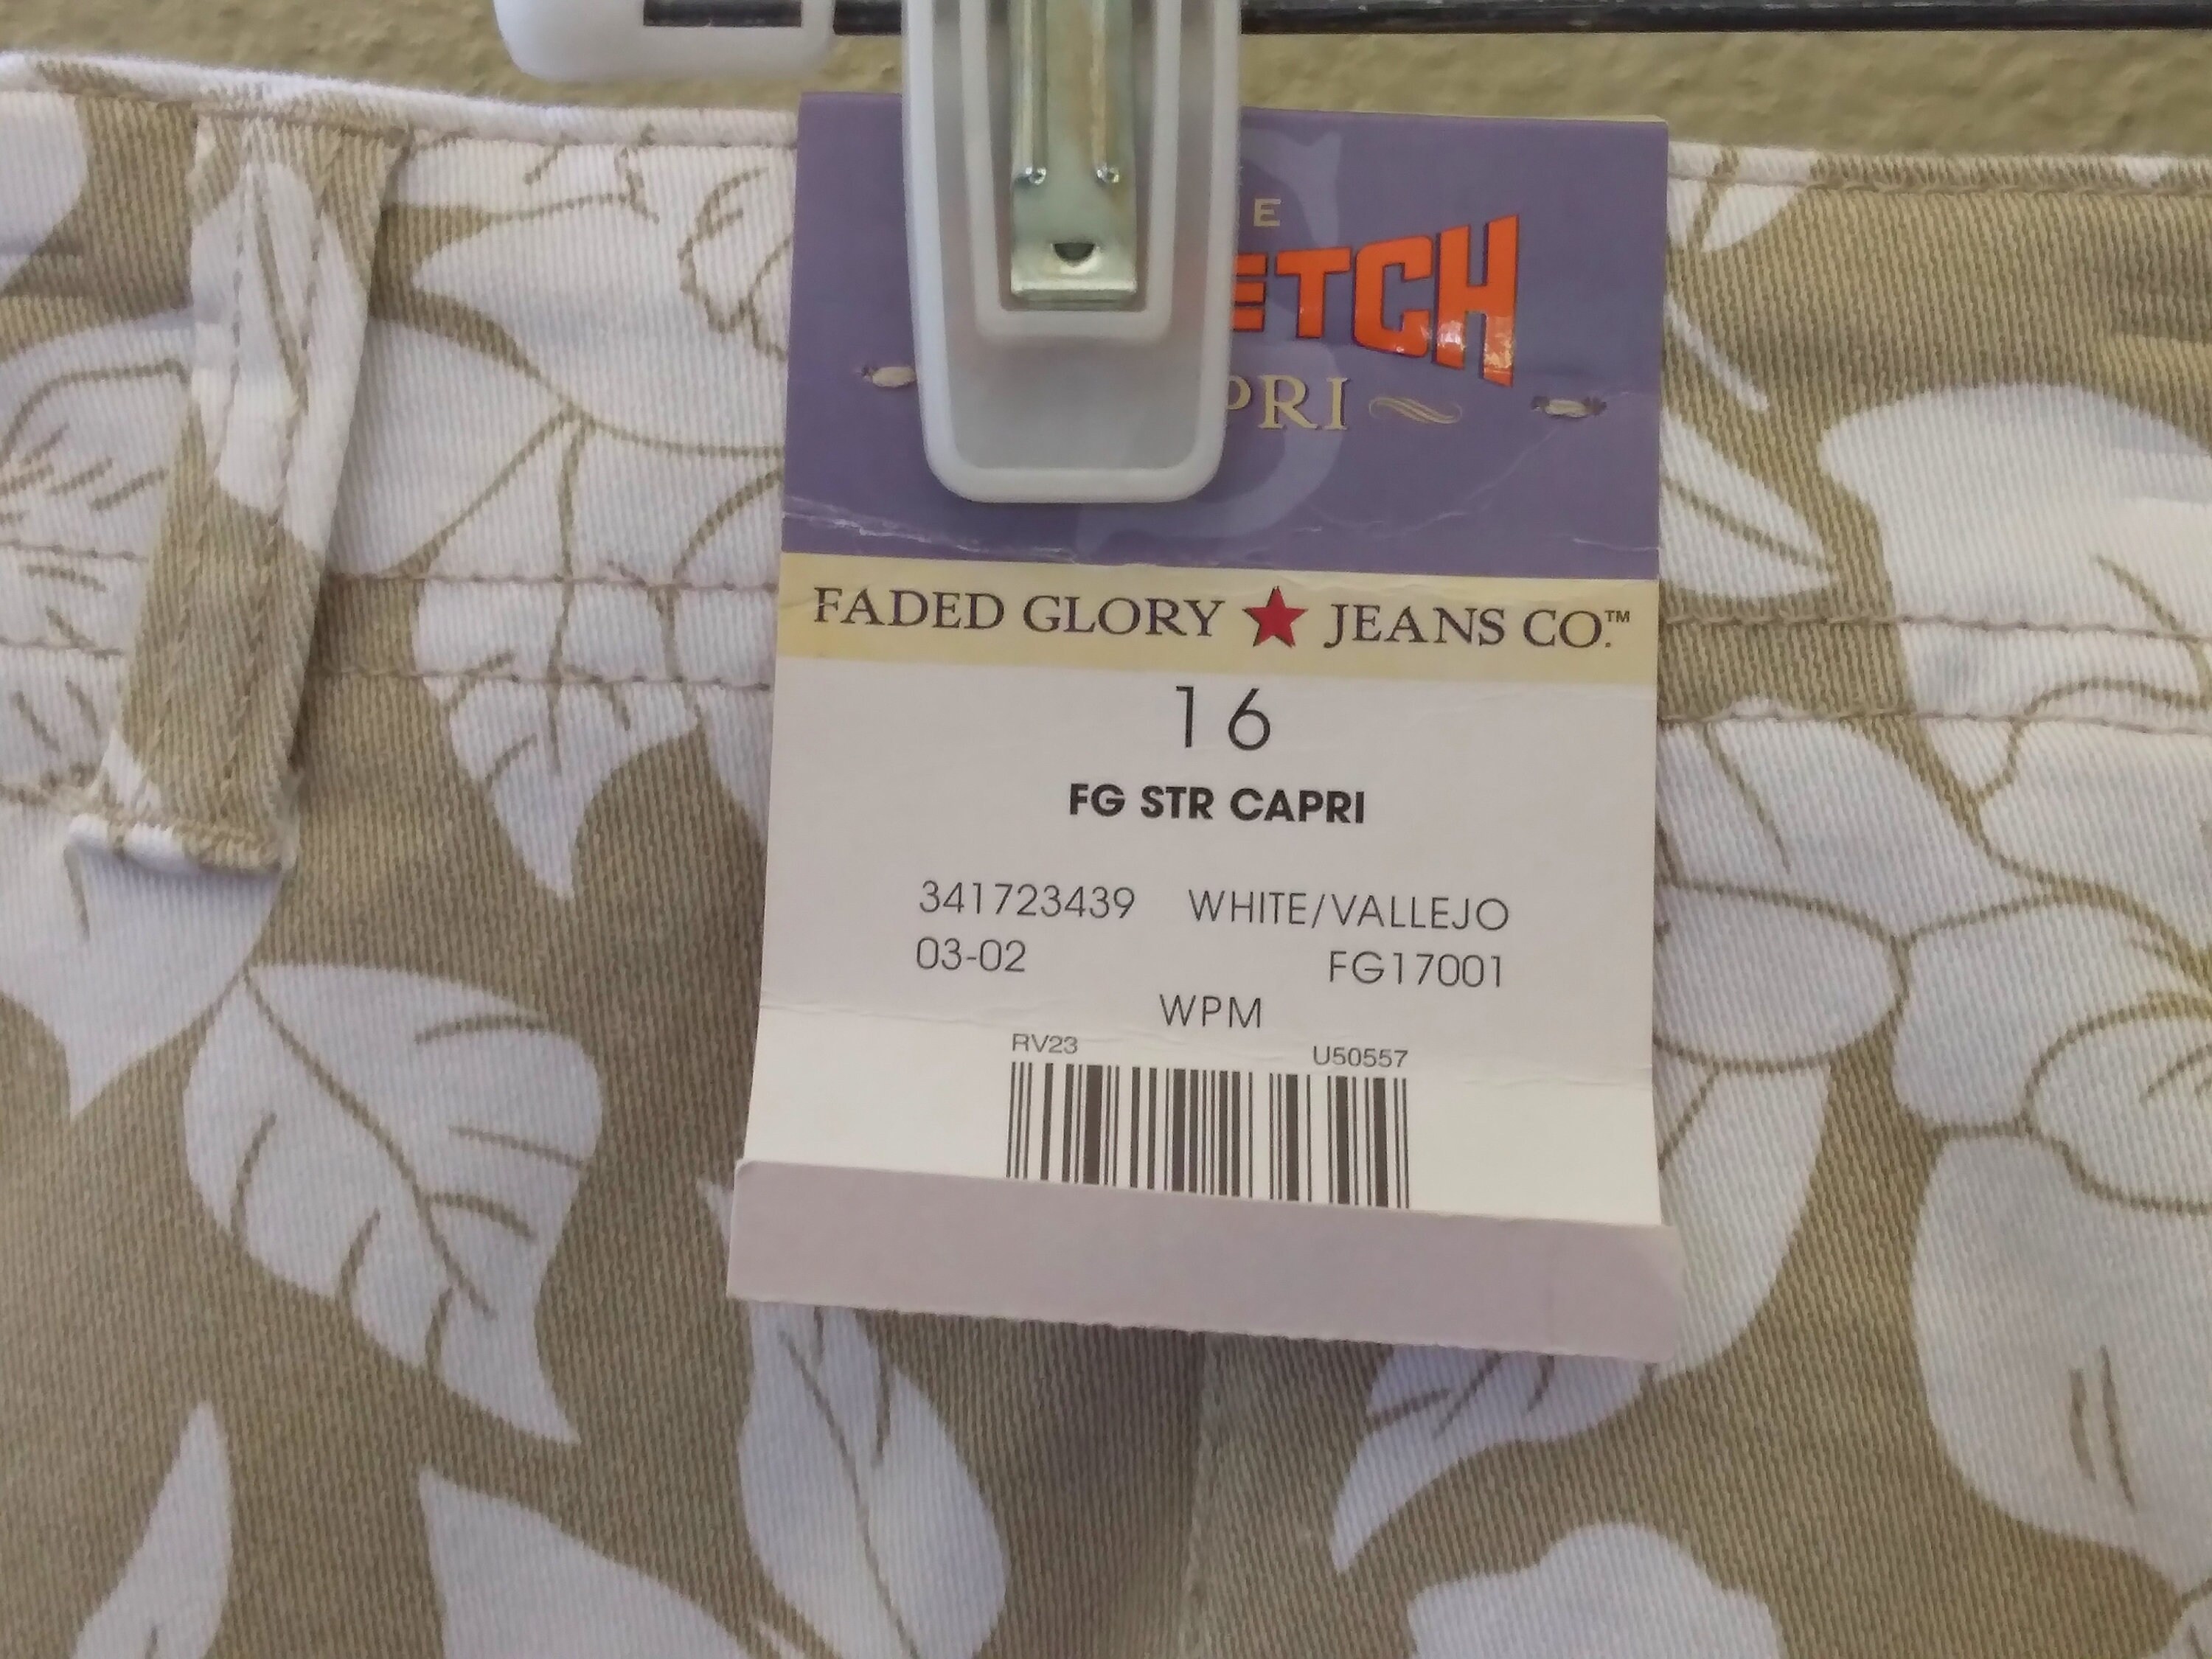 E
ETCH
PRI
FADED GLORY ★ JEANS CO.™
16
FG STR CAPRI
341723439 WHITE/VALLEJO
03-02 FG17001
WPM
RV23 U50557